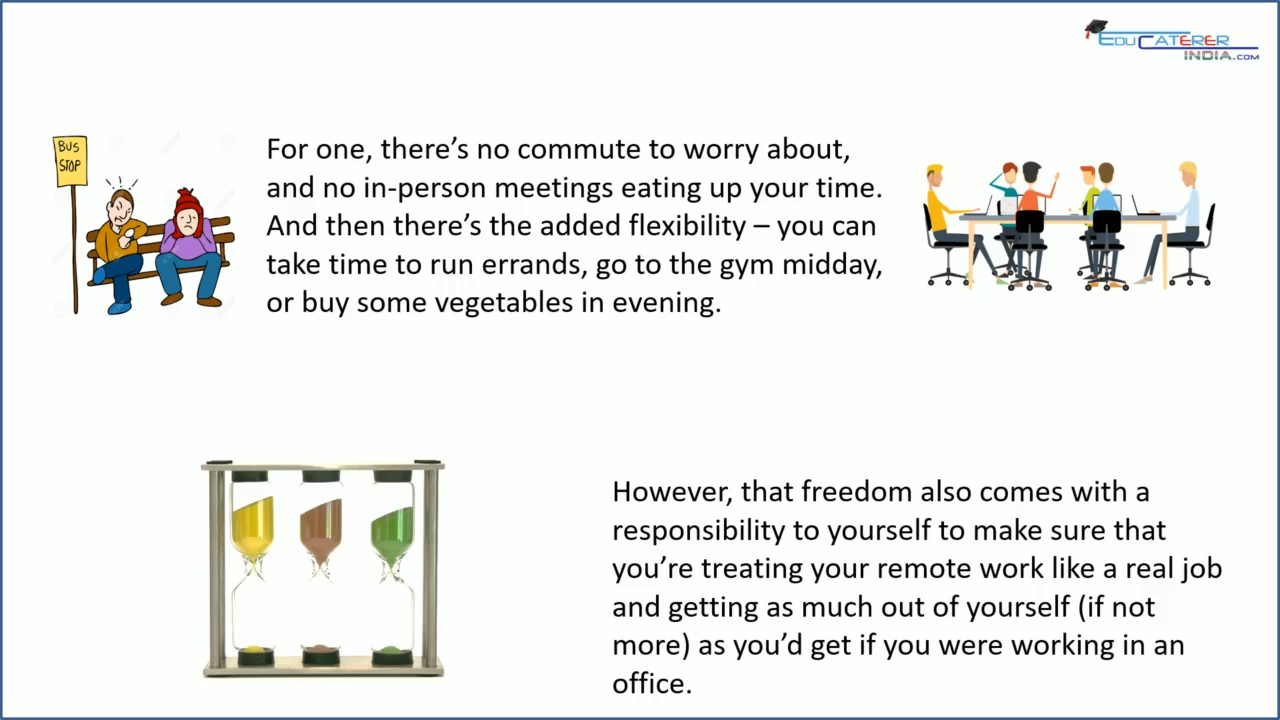 EDUCATERER
INDIA.COM
BUS
STOP
For one, there’s no commute to worry about,
and no in-person meetings eating up your time.
And then there’s the added flexibility – you can
take time to run errands, go to the gym midday,
or buy some vegetables in evening.
However, that freedom also comes with a
responsibility to yourself to make sure that
you’re treating your remote work like a real job
and getting as much out of yourself (if not
more) as you’d get if you were working in an
office.